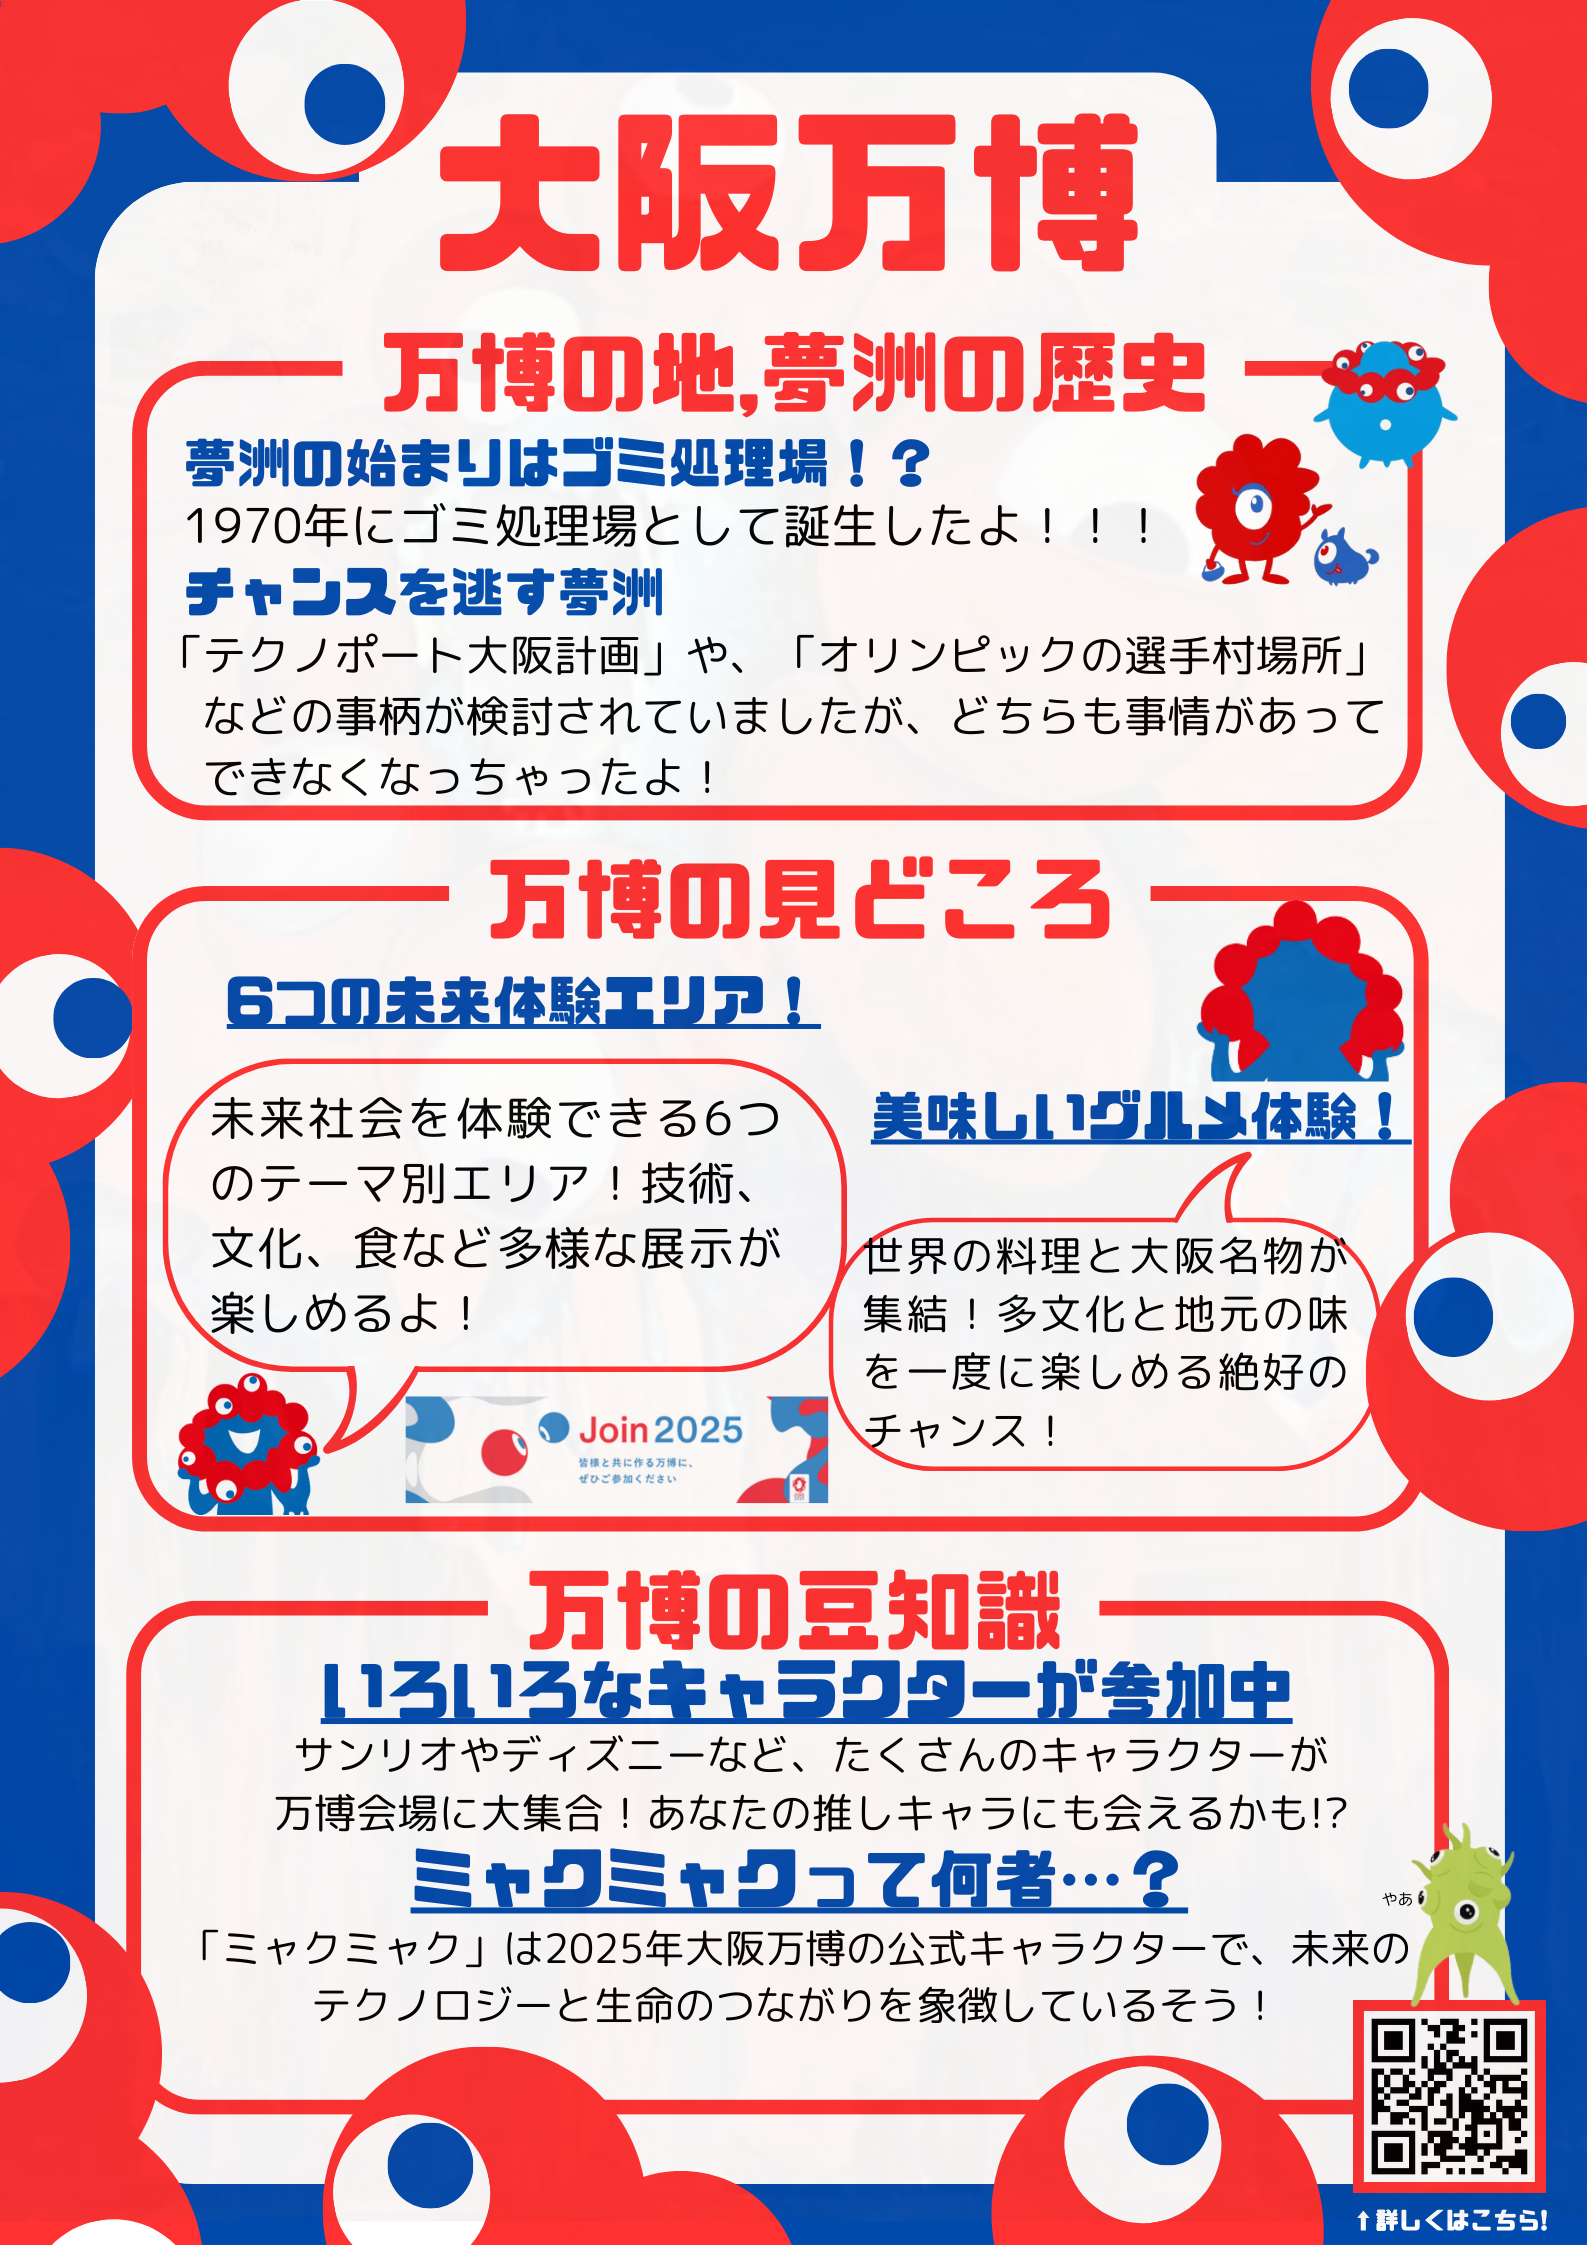 大阪万博
万博の地,夢洲の歴史
夢洲の始まりはゴミ処理場！？
1970年にゴミ処理場として誕生したよ！！！
チャンスを逃す夢洲
「テクノポート大阪計画」や、「オリンピックの選手村場所」
などの事柄が検討されていましたが、どちらも事情があって
できなくなっちゃったよ！
万博の見どころ
6つの未来体験エリア！
未来社会を体験できる6つ
のテーマ別エリア！技術、
文化、食など多様な展示が
楽しめるよ！
美味しいグルメ体験！
世界の料理と大阪名物が
集結！多文化と地元の味
を一度に楽しめる絶好の
チャンス！
Join 2025
皆様と共に作る万博に、
ぜひご参加ください
万博の豆知識
いろいろなキャラクターが参加中
サンリオやディズニーなど、たくさんのキャラクターが
万博会場に大集合！あなたの推しキャラにも会えるかも!?
ミャクミャクって何者…？
やあ
「ミャクミャク」は2025年大阪万博の公式キャラクターで、未来の
テクノロジーと生命のつながりを象徴しているそう！
↑詳しくはこちら!